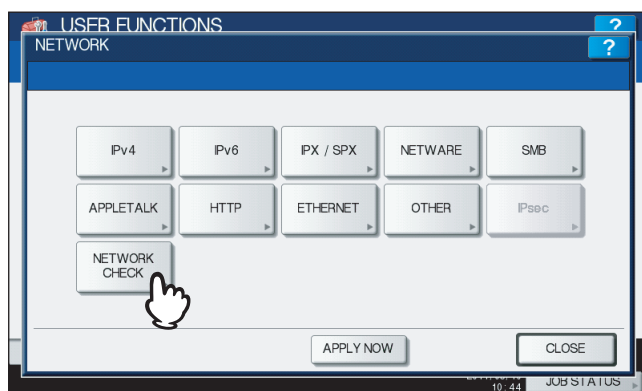 USER FUNCTIONS
?
NETWORK
?
IPv4
IPv6
IPX / SPX
NETWARE
SMB
APPLETALK
HTTP
ETHERNET
OTHER
IPsec
NETWORK
CHECK
APPLY NOW
CLOSE
10:44
JOB STATUS